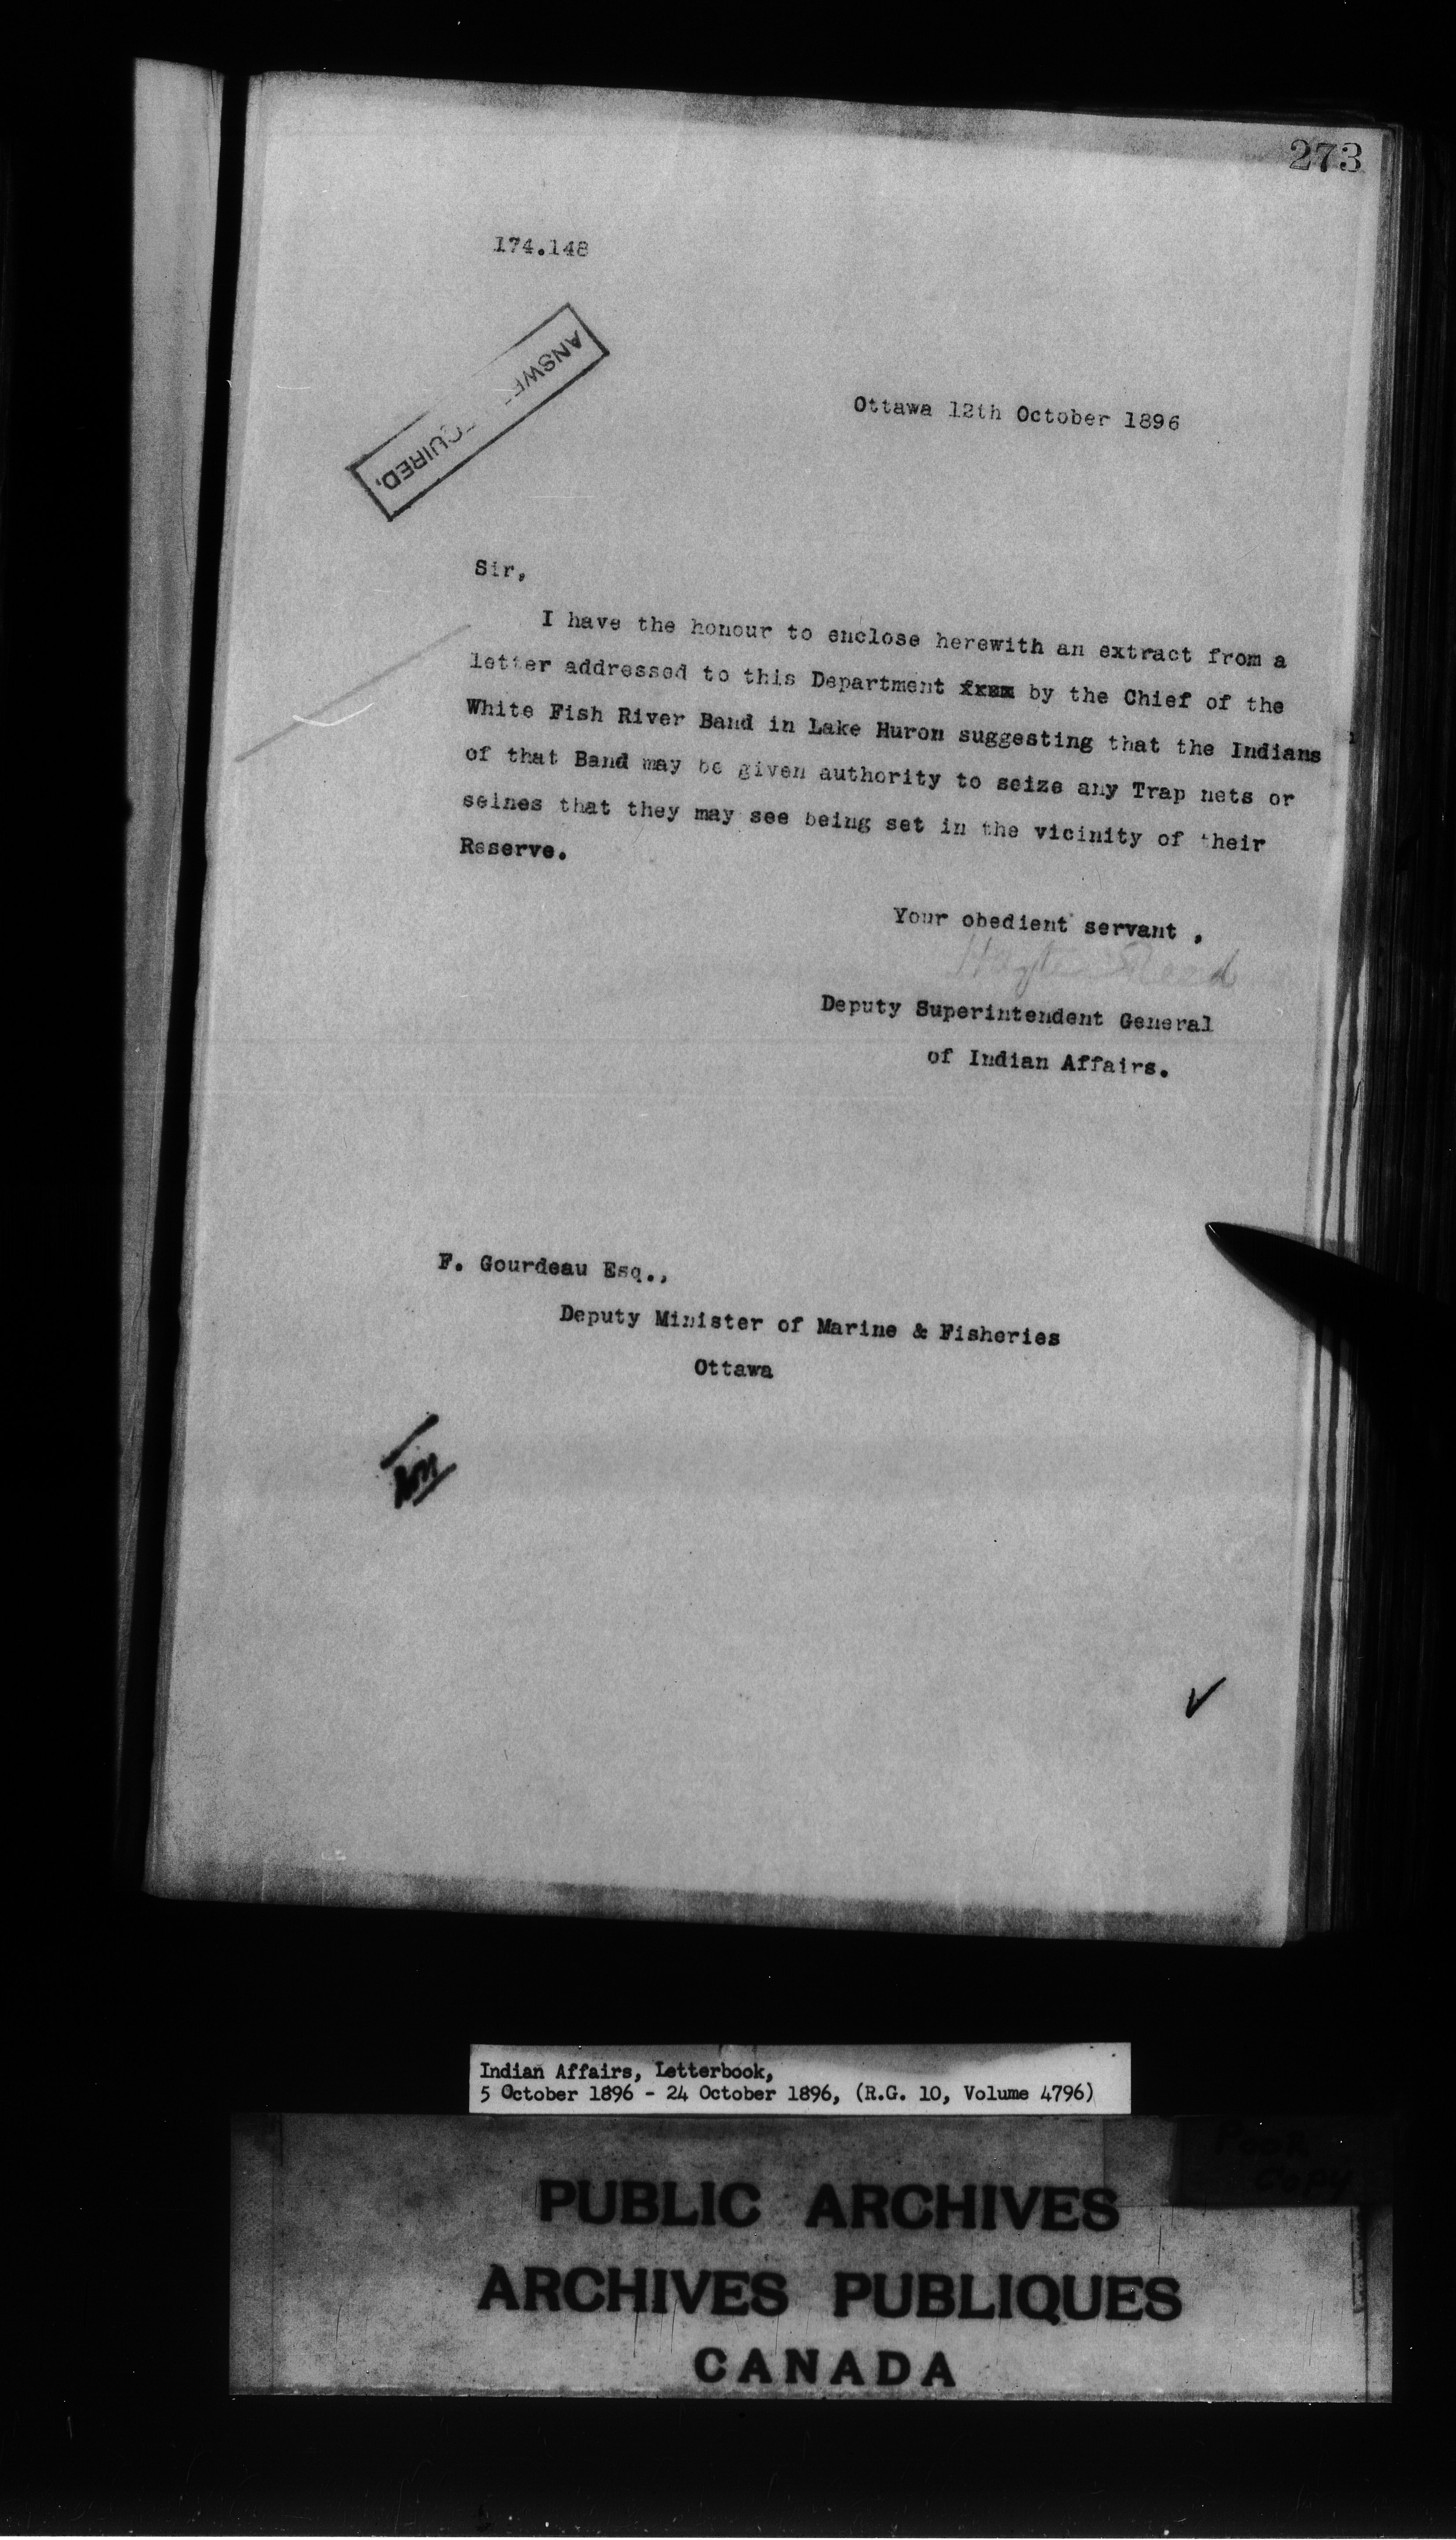 273
174.148
ANSWE QUIRED.
Ottawa 12th October 1896
Sir,
I have the honour to enclose herewith an extract from a
letter addressed to this Department from by the Chief of the
White Fish River Band in Lake Huron suggesting that the Indians
of that Band may be given authority to seize any Trap nets or
seines that they may see being set in the vicinity of their
Reserve.
Your obedient servant ,
Hayter Reed
Deputy Superintendent General
of Indian Affairs.
F. Gourdeau Esq.,
Deputy Minister of Marine & Fisheries
Ottawa
Indian Affairs, Letterbook,
5 October 1896 - 24 October 1896, (R.G. 10, Volume 4796)
Poor
Copy
PUBLIC ARCHIVES
ARCHIVES PUBLIQUES
CANADA